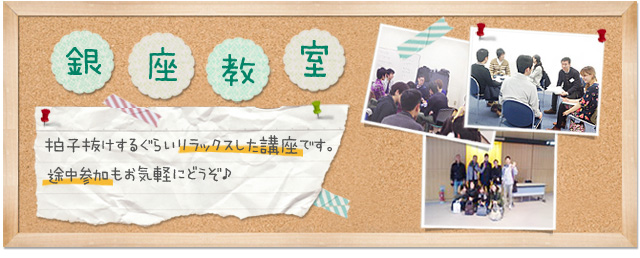 銀座教室
拍子抜けするぐらいリラックスした講座です。
途中参加もお気軽にどうぞ♪